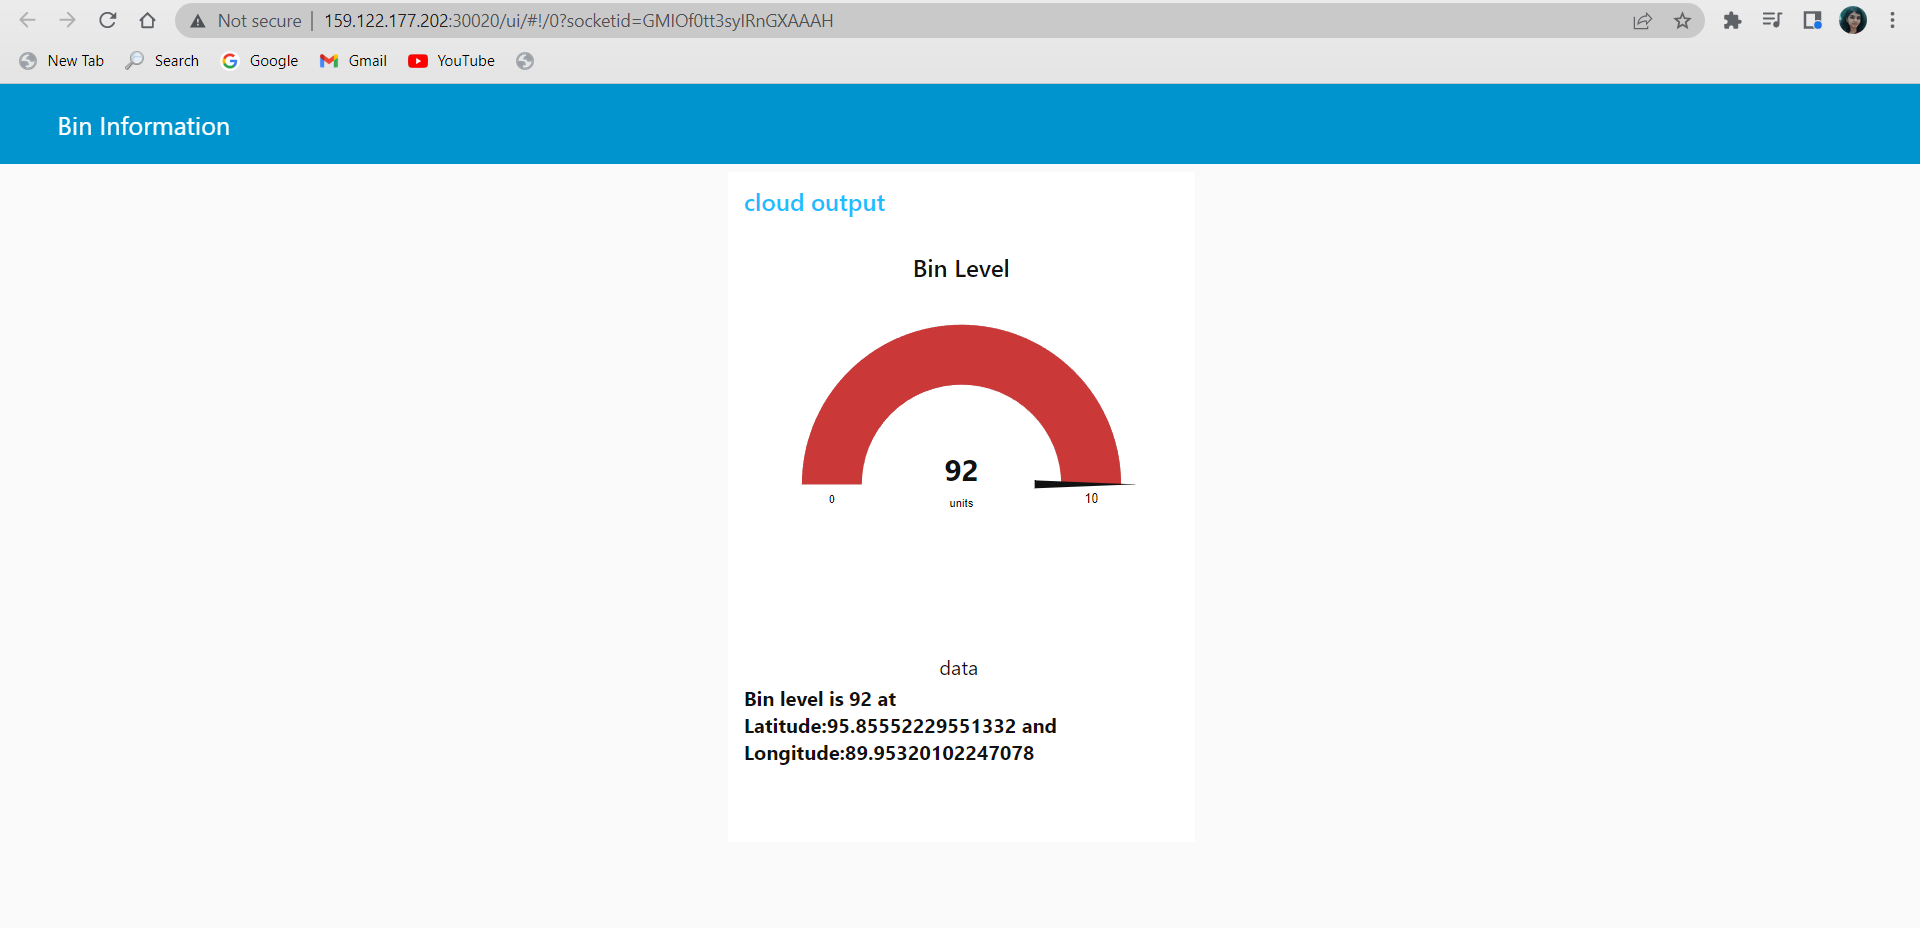 Not secure | 159.122.177.202:30020/ui/#!/0?socketid=GMIOf0tt3sylRnGXAAAH
New Tab Search Google Gmail YouTube
Bin Information
cloud output
Bin Level
92
0 units 10
data
Bin level is 92 at
Latitude:95.85552229551332 and
Longitude:89.95320102247078